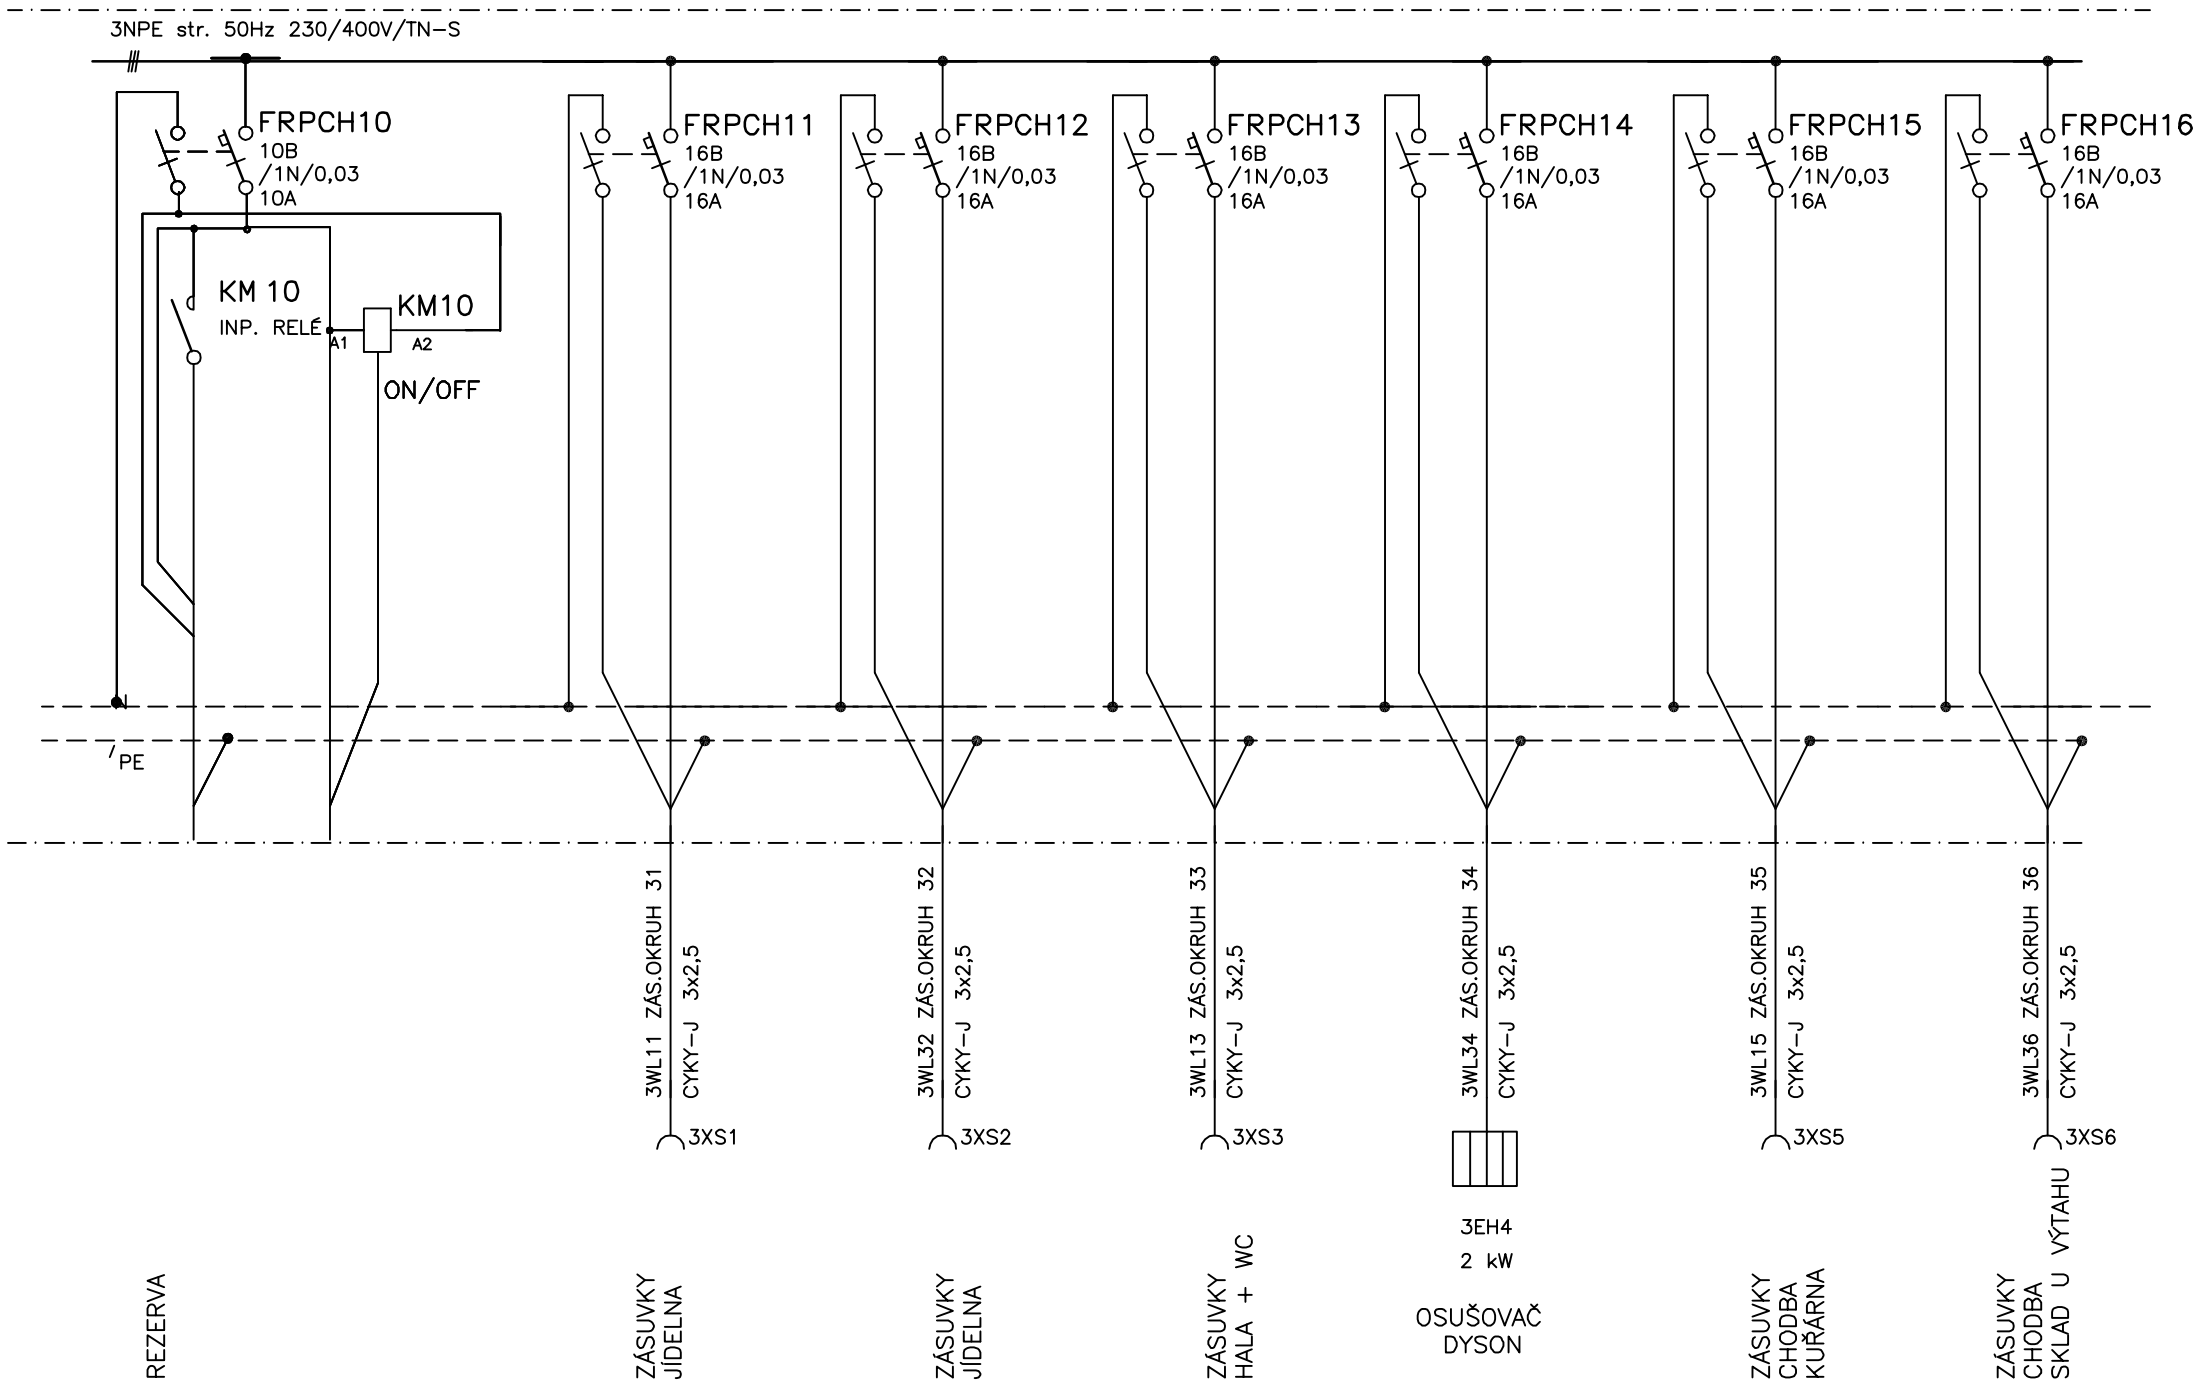 3NPE str. 50Hz 230/400V/TN-S
FRPCH10
10B
/1N/0,03
10A
FRPCH11
16B
/1N/0,03
16A
FRPCH12
16B
/1N/0,03
16A
FRPCH13
16B
/1N/0,03
16A
FRPCH14
16B
/1N/0,03
16A
FRPCH15
16B
/1N/0,03
16A
FRPCH16
16B
/1N/0,03
16A
KM 10
INP. RELÉ
KM10
A1
A2
ON/OFF
N
PE
3WL11 ZÁS.OKRUH 31
CYKY-J 3x2,5
3WL32 ZÁS.OKRUH 32
CYKY-J 3x2,5
3WL13 ZÁS.OKRUH 33
CYKY-J 3x2,5
3WL34 ZÁS.OKRUH 34
CYKY-J 3x2,5
3WL15 ZÁS.OKRUH 35
CYKY-J 3x2,5
3WL36 ZÁS.OKRUH 36
CYKY-J 3x2,5
3XS1
3XS2
3XS3
3XS5
3XS6
3EH4
2 kW
OSUŠOVAČ
DYSON
REZERVA
ZÁSUVKY
JÍDELNA
ZÁSUVKY
JÍDELNA
ZÁSUVKY
HALA + WC
ZÁSUVKY
CHODBA
KUŘÁRNA
ZÁSUVKY
CHODBA
SKLAD U VÝTAHU